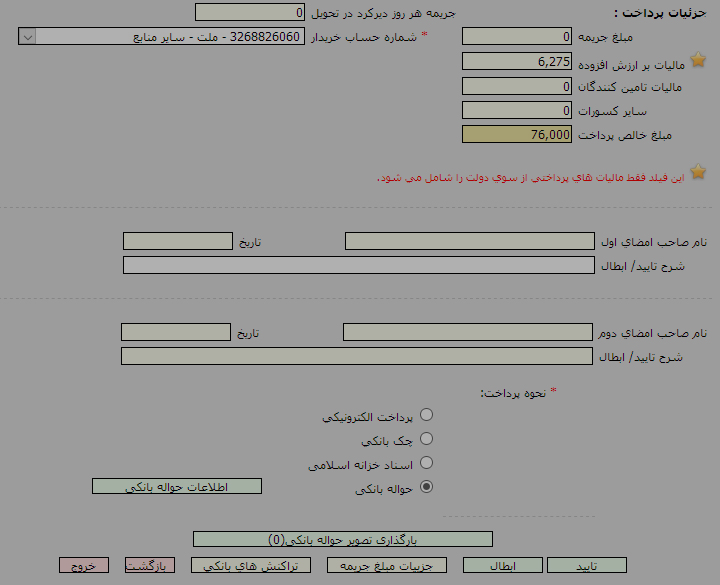 جزئیات پرداخت :
جریمه هر روز دیرکرد در تحویل 0
مبلغ جریمه 0
* شماره حساب خریدار 3268826060 - ملت - سایر منابع
مالیات بر ارزش افزوده 6,275
مالیات تامین کنندگان 0
سایر کسورات 0
مبلغ خالص پرداخت 76,000
این فیلد فقط مالیات های پرداختی از سوی دولت را شامل می شود.
نام صاحب امضای اول تاریخ
شرح تایید/ ابطال
نام صاحب امضای دوم تاریخ
شرح تایید/ ابطال
* نحوه پرداخت:
پرداخت الکترونیکی
چک بانکی
اسناد خزانه اسلامی
حواله بانکی اطلاعات حواله بانکی
بارگذاری تصویر حواله بانکی(0)
تایید ابطال جزییات مبلغ جریمه تراکنش های بانکی بازگشت خروج